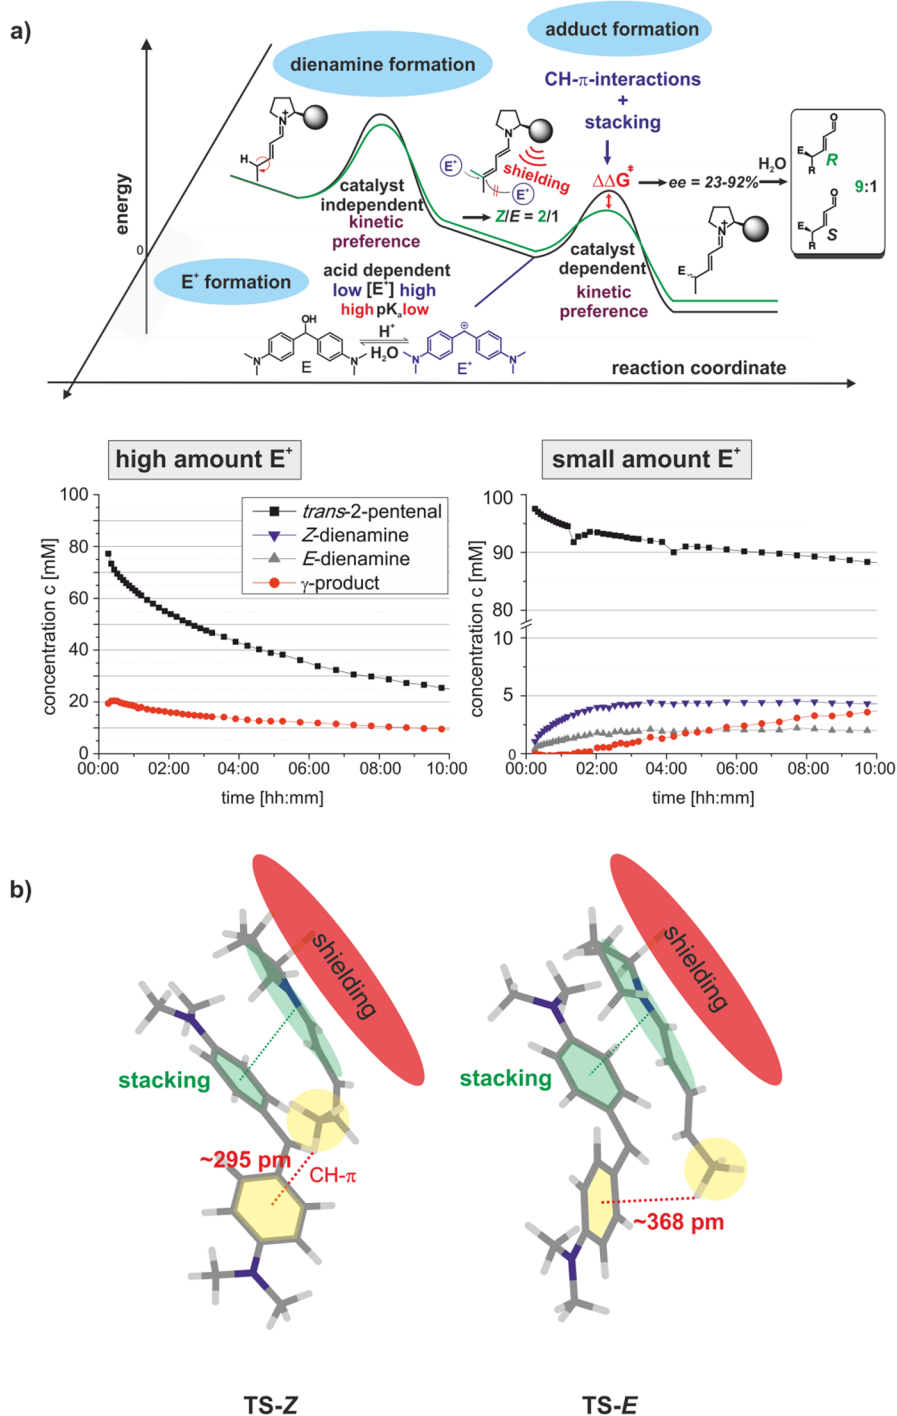 a)
adduct formation
dienamine formation
CH-π-interactions
+
stacking
energy
0
N
+
H
N
E⁺
E⁺
shielding
catalyst
independent
kinetic
preference
Z/E = 2/1
ΔΔG‡
ee = 23-92%
H₂O
O
E
R
R
9:1
O
E
R
S
N
+
E
catalyst
dependent
kinetic
preference
E⁺ formation
acid dependent
low [E⁺] high
high pKₐ low
OH
N
N
E
H⁺
H₂O
⊕
N
N
E⁺
reaction coordinate
high amount E⁺
small amount E⁺
100
80
60
40
20
0
concentration c [mM]
trans-2-pentenal
Z-dienamine
E-dienamine
γ-product
00:00 02:00 04:00 06:00 08:00 10:00
time [hh:mm]
100
90
80
10
5
0
concentration c [mM]
00:00 02:00 04:00 06:00 08:00 10:00
time [hh:mm]
b)
shielding
stacking
~295 pm
CH-π
shielding
stacking
~368 pm
TS-Z
TS-E